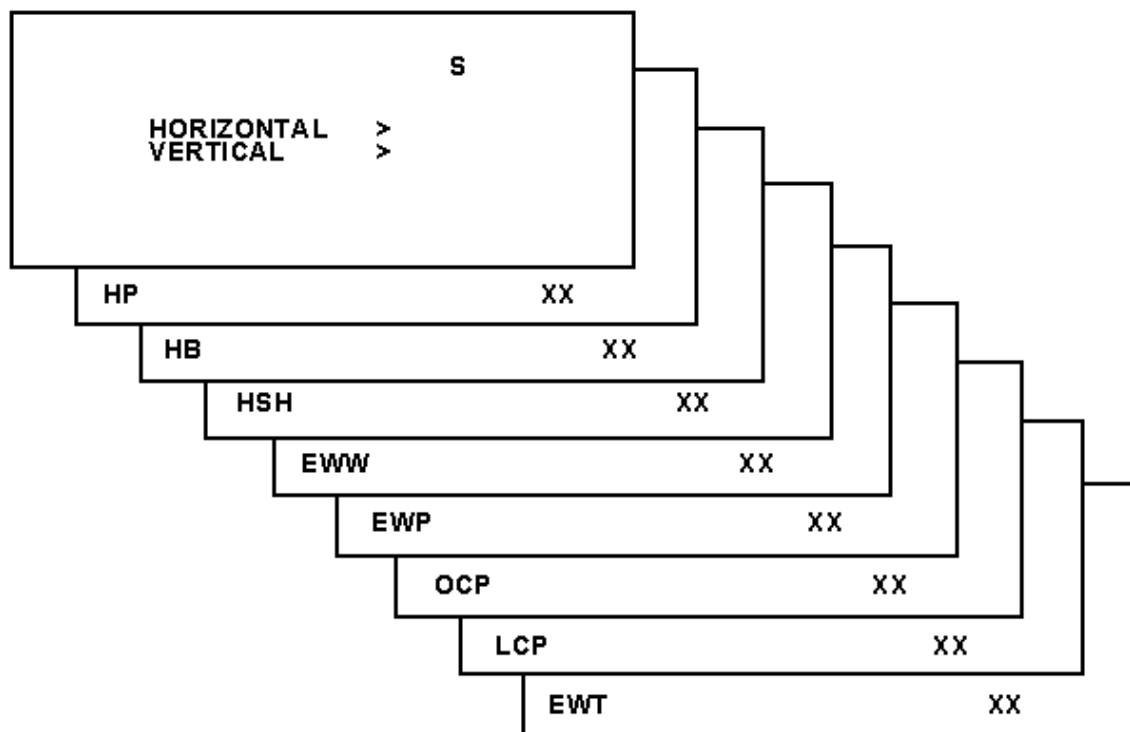 S
HORIZONTAL >
VERTICAL >
HP XX
HB XX
HSH XX
EWW XX
EWP XX
OCP XX
LCP XX
EWT XX